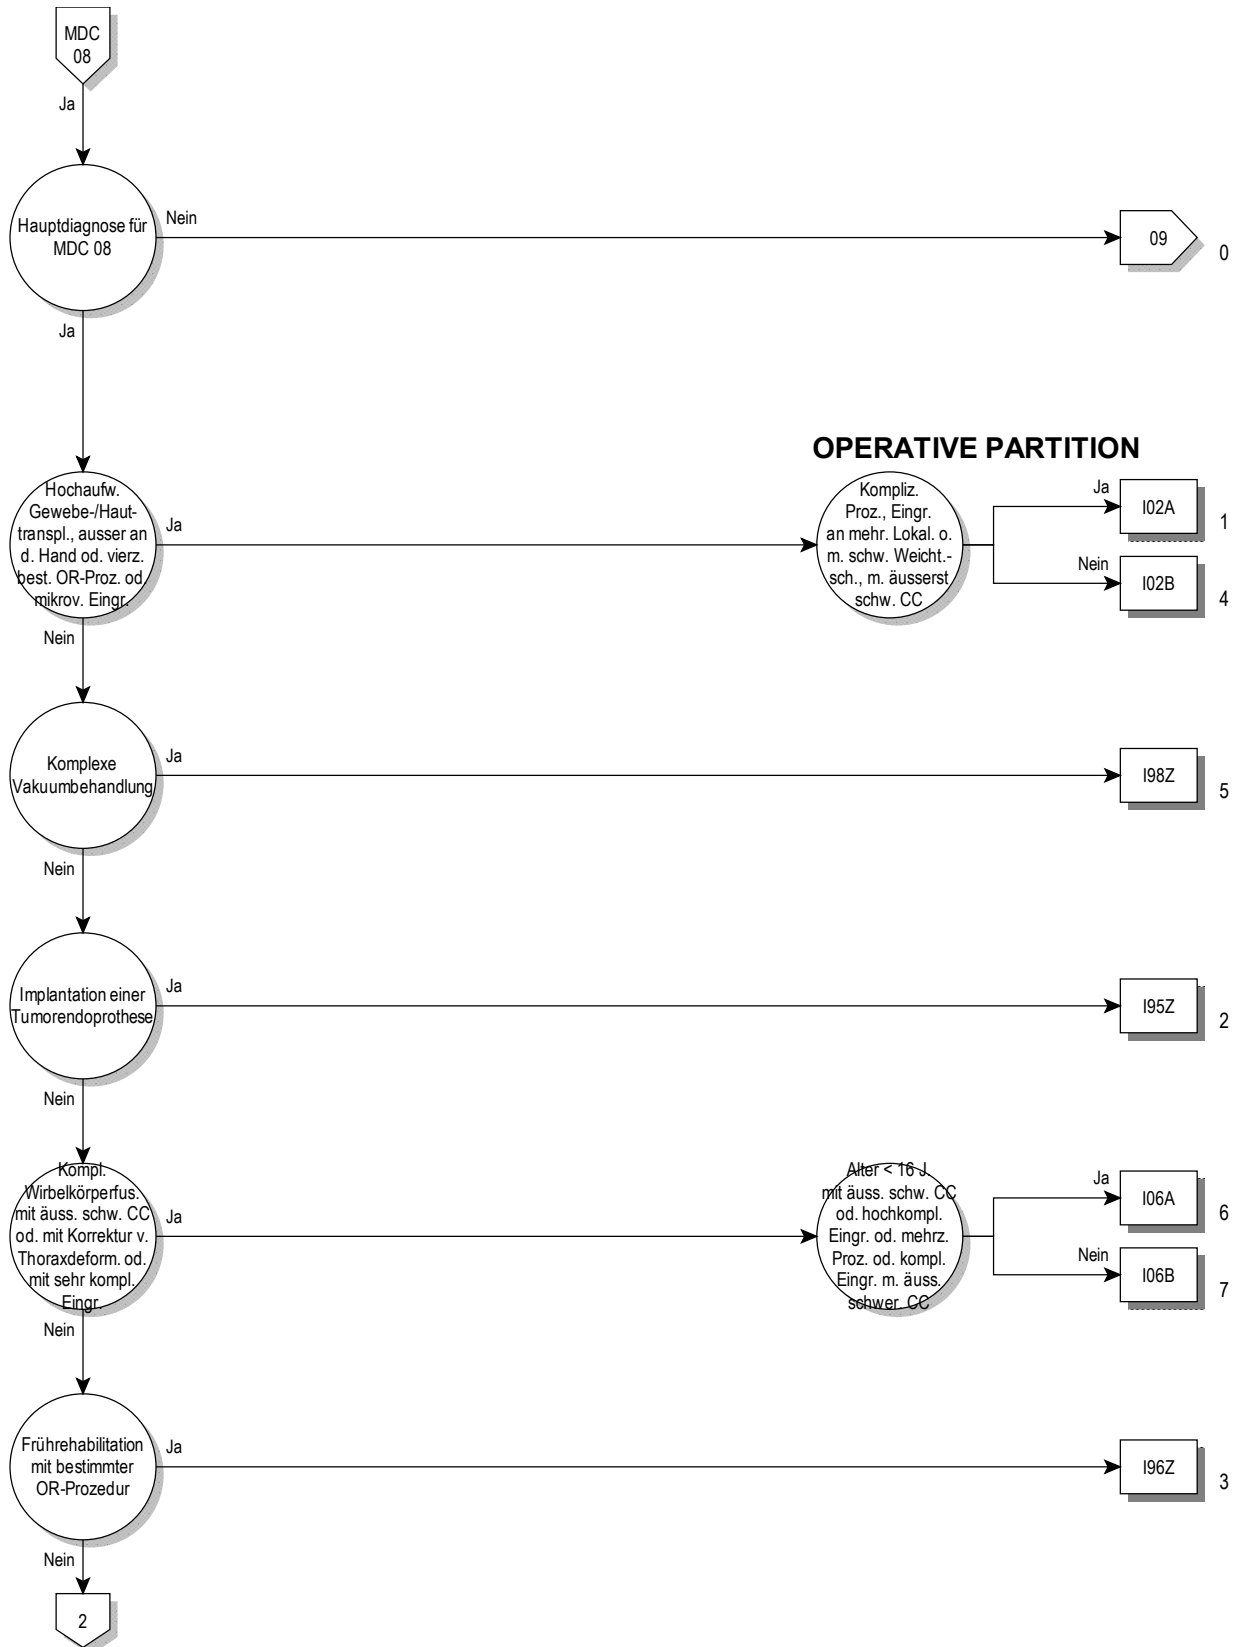 MDC
08
Ja
Hauptdiagnose für
MDC 08
Nein
09
0
Ja
OPERATIVE PARTITION
Hochaufw.
Gewebe-/Haut-
transpl., ausser an
d. Hand od. vierz.
best. OR-Proz. od.
mikrov. Eingr.
Ja
Kompliz.
Proz., Eingr.
an mehr. Lokal. o.
m. schw. Weicht.-
sch., m. äusserst
schw. CC
Ja
I02A
1
Nein
I02B
4
Nein
Komplexe
Vakuumbehandlung
Ja
I98Z
5
Nein
Implantation einer
Tumorendoprothese
Ja
I95Z
2
Nein
Kompl.
Wirbelkörperfus.
mit äuss. schw. CC
od. mit Korrektur v.
Thoraxdeform. od.
mit sehr kompl.
Eingr.
Ja
Alter < 16 J.
mit äuss. schw. CC
od. hochkompl.
Eingr. od. mehrz.
Proz. od. kompl.
Eingr. m. äuss.
schwer. CC
Ja
I06A
6
Nein
I06B
7
Nein
Frührehabilitation
mit bestimmter
OR-Prozedur
Ja
I96Z
3
Nein
2